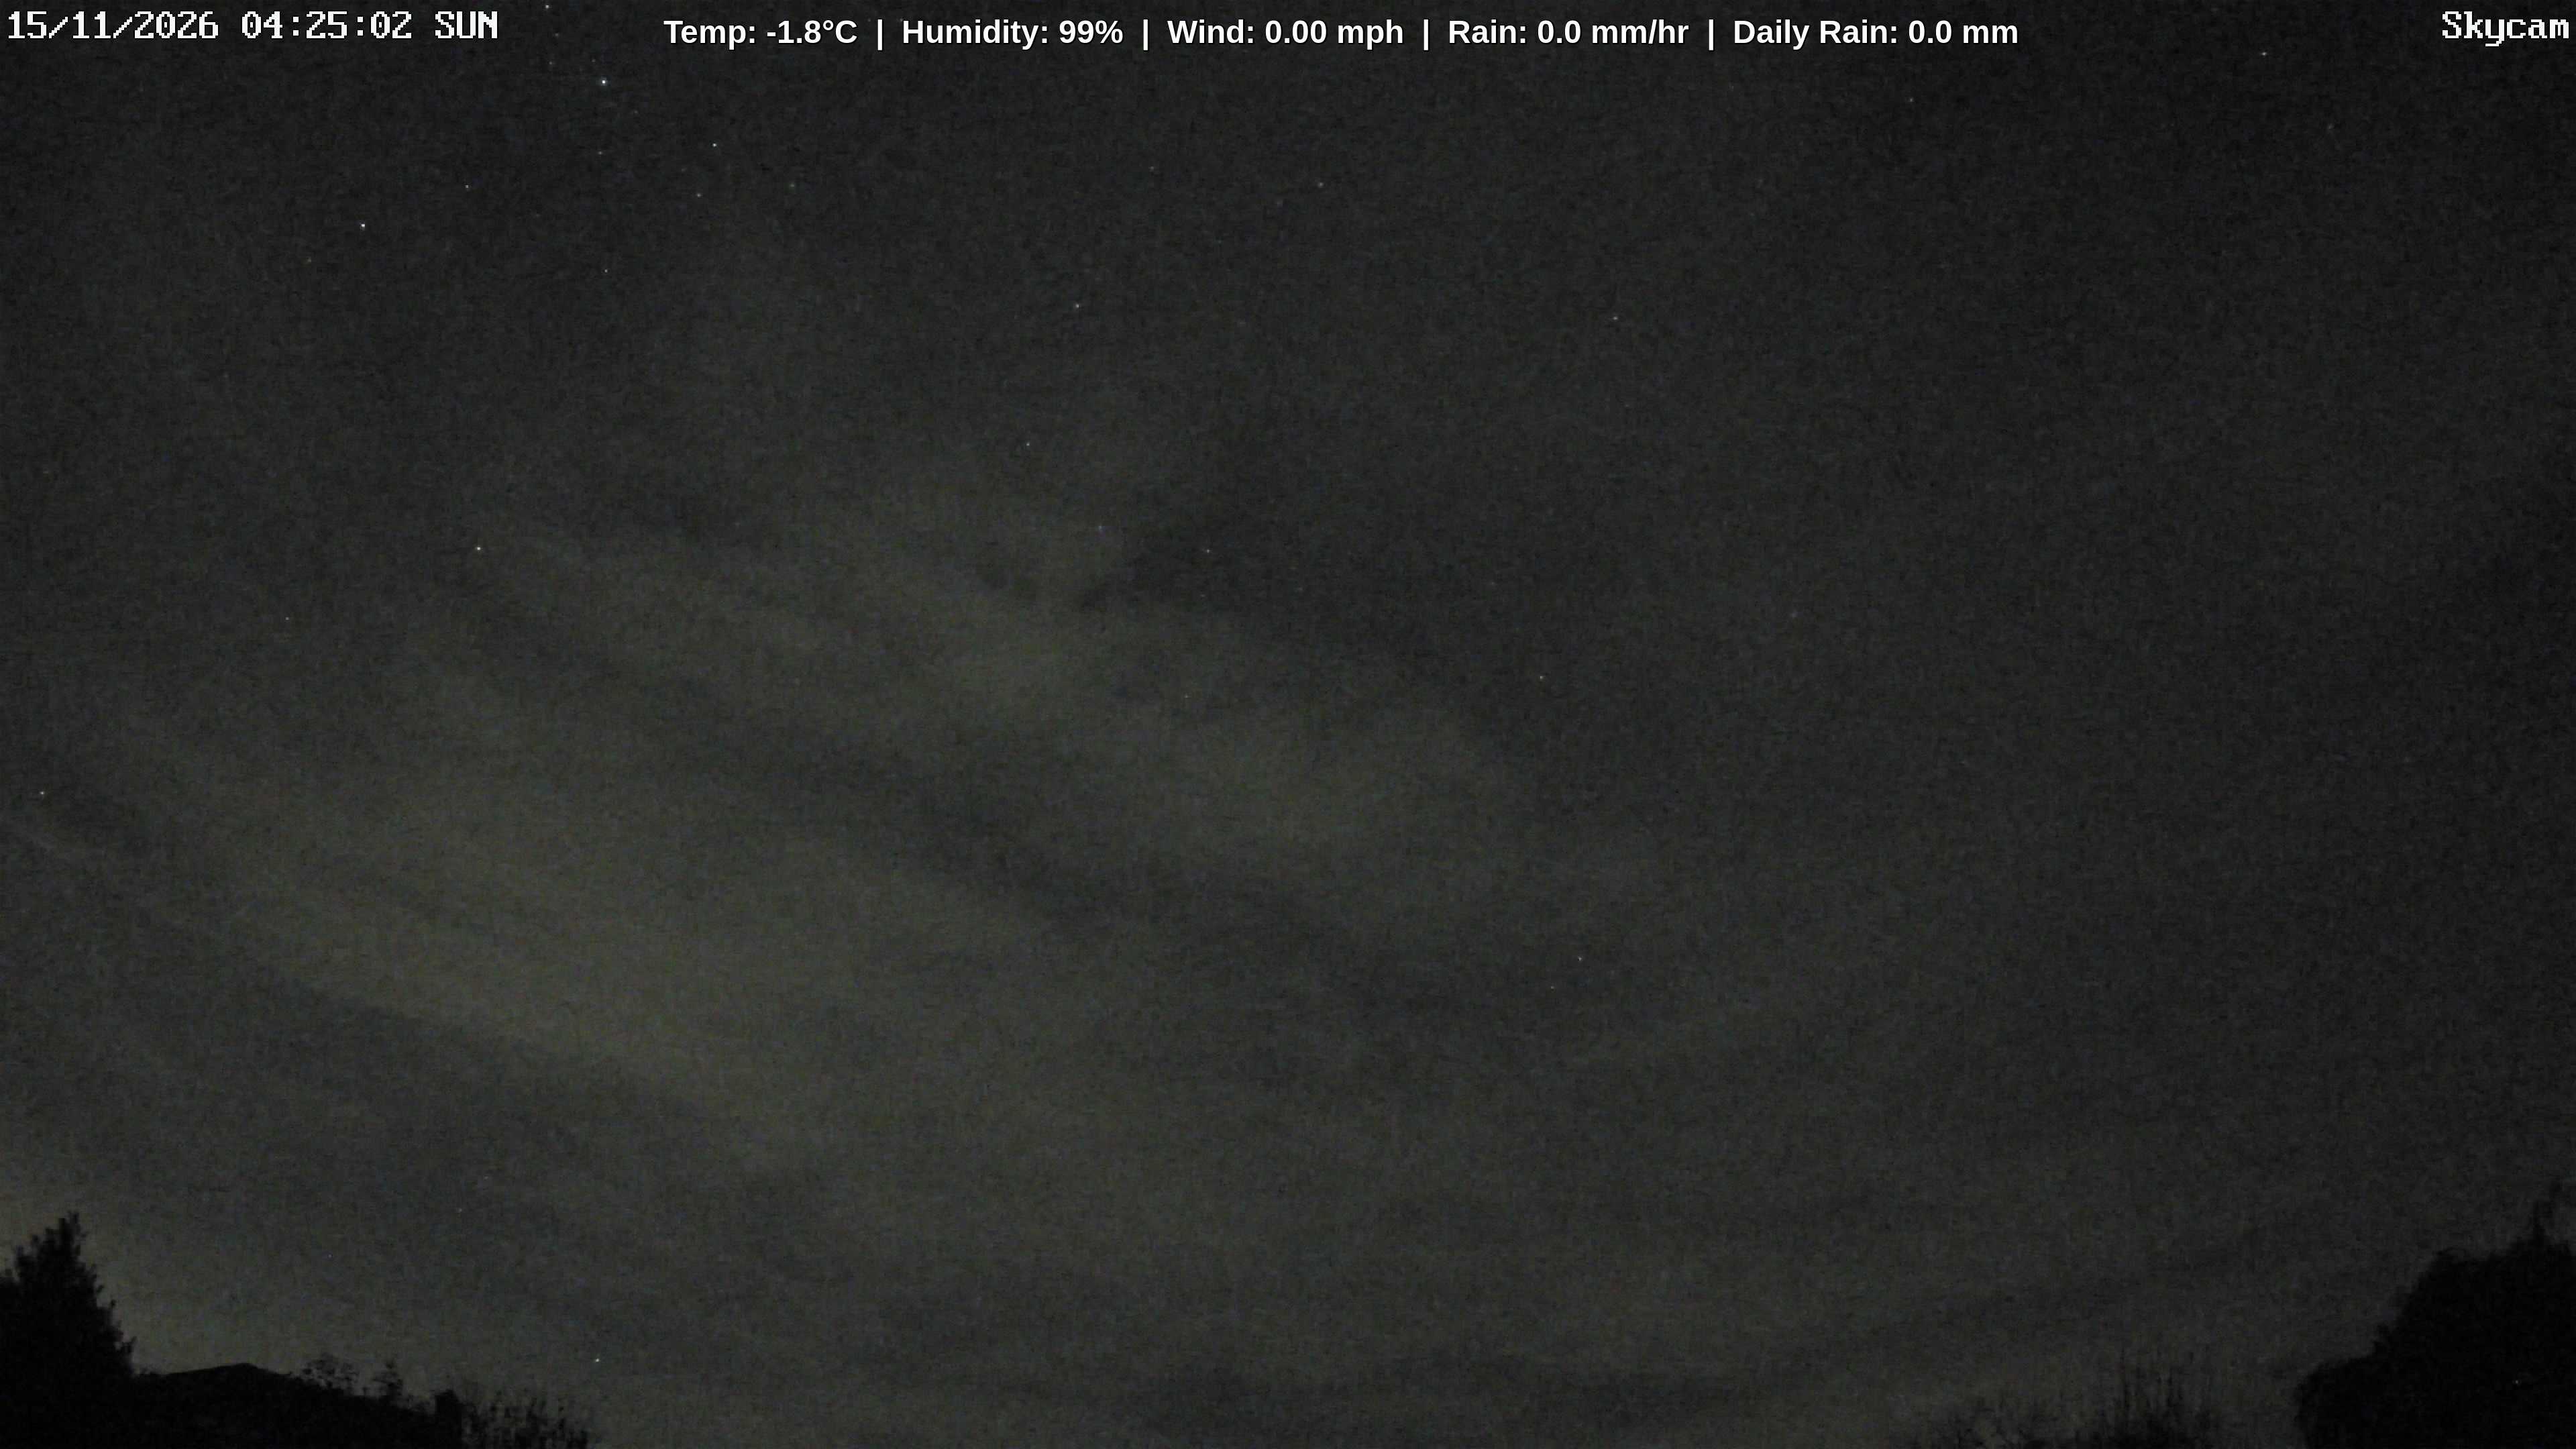 15/11/2026 04:25:02 SUN
Temp: -1.8°C | Humidity: 99% | Wind: 0.00 mph | Rain: 0.0 mm/hr | Daily Rain: 0.0 mm
Skycam